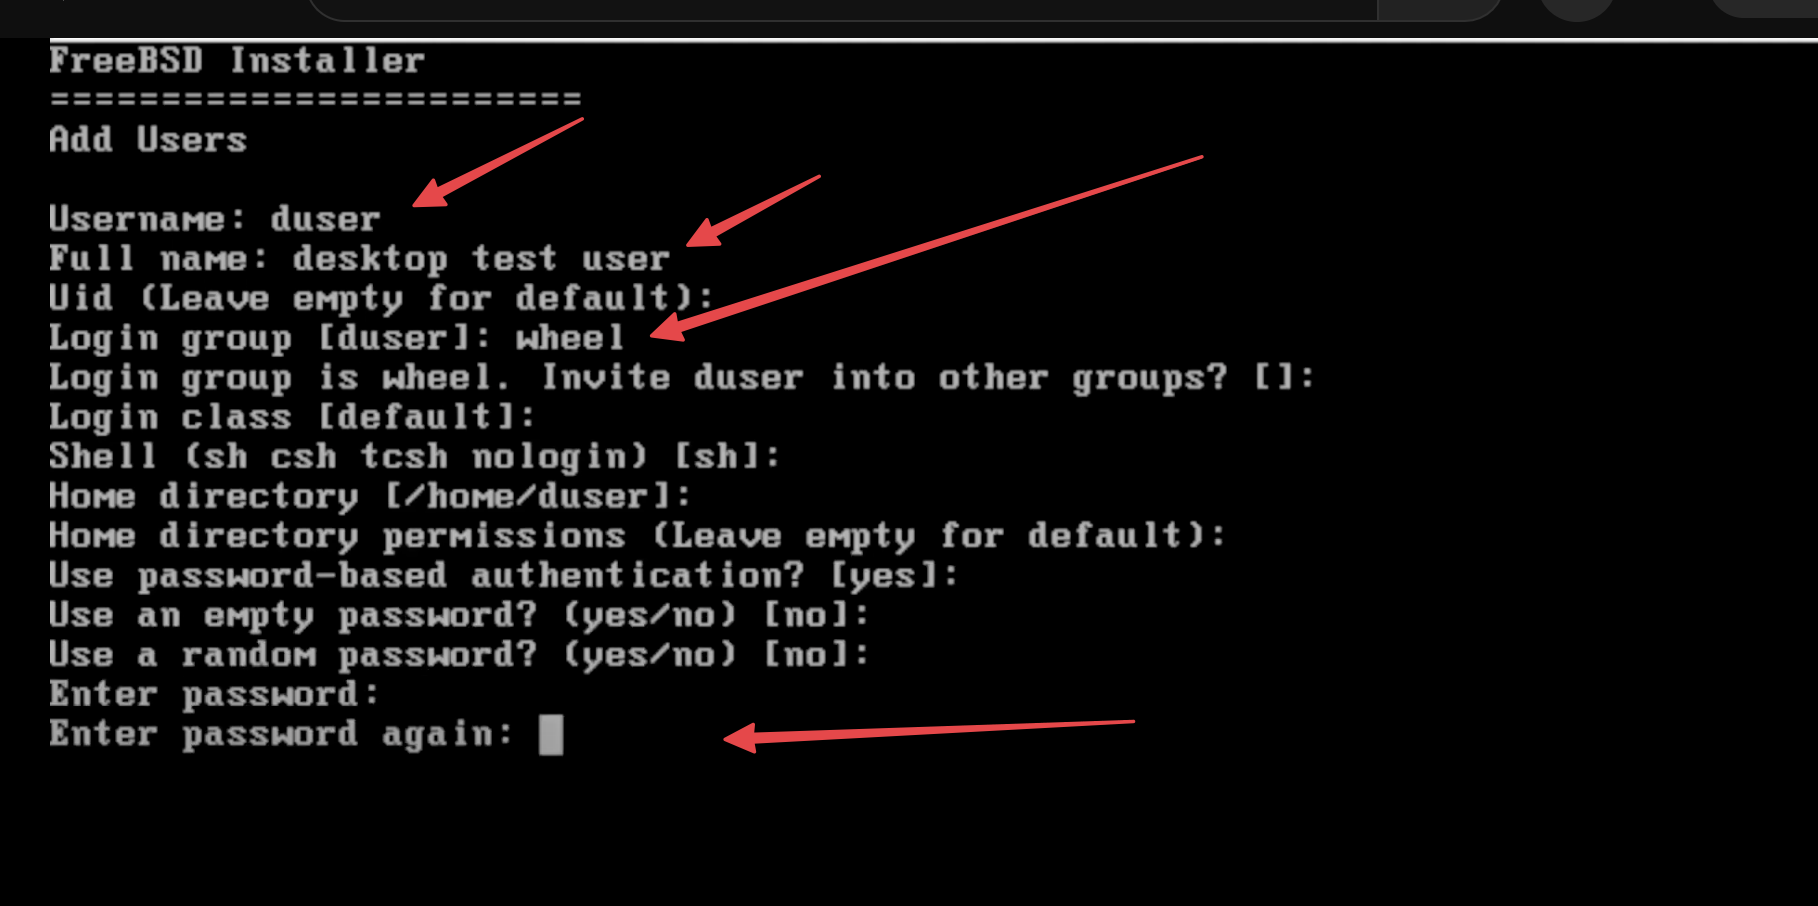 FreeBSD Installer
========================
Add Users
Username: duser
Full name: desktop test user
Uid (Leave empty for default):
Login group [duser]: wheel
Login group is wheel. Invite duser into other groups? []:
Login class [default]:
Shell (sh csh tcsh nologin) [sh]:
Home directory [/home/duser]:
Home directory permissions (Leave empty for default):
Use password-based authentication? [yes]:
Use an empty password? (yes/no) [no]:
Use a random password? (yes/no) [no]:
Enter password:
Enter password again: